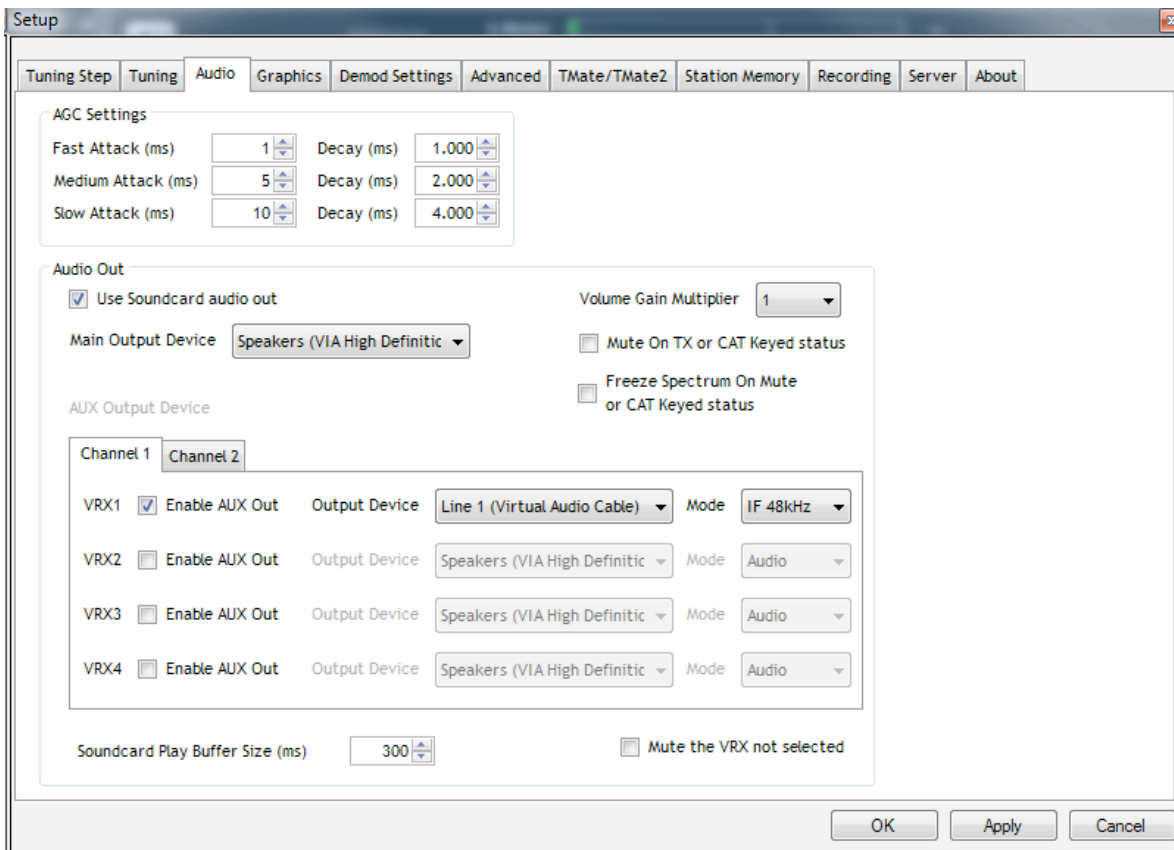 Setup
Tuning Step Tuning Audio Graphics Demod Settings Advanced TMate/TMate2 Station Memory Recording Server About
AGC Settings
Fast Attack (ms) 1 Decay (ms) 1.000
Medium Attack (ms) 5 Decay (ms) 2.000
Slow Attack (ms) 10 Decay (ms) 4.000
Audio Out
Use Soundcard audio out Volume Gain Multiplier 1
Main Output Device Speakers (VIA High Definitic Mute On TX or CAT Keyed status
Freeze Spectrum On Mute
or CAT Keyed status
AUX Output Device
Channel 1 Channel 2
VRX1 Enable AUX Out Output Device Line 1 (Virtual Audio Cable) Mode IF 48kHz
VRX2 Enable AUX Out Output Device Speakers (VIA High Definitic Mode Audio
VRX3 Enable AUX Out Output Device Speakers (VIA High Definitic Mode Audio
VRX4 Enable AUX Out Output Device Speakers (VIA High Definitic Mode Audio
Soundcard Play Buffer Size (ms) 300 Mute the VRX not selected
OK Apply Cancel